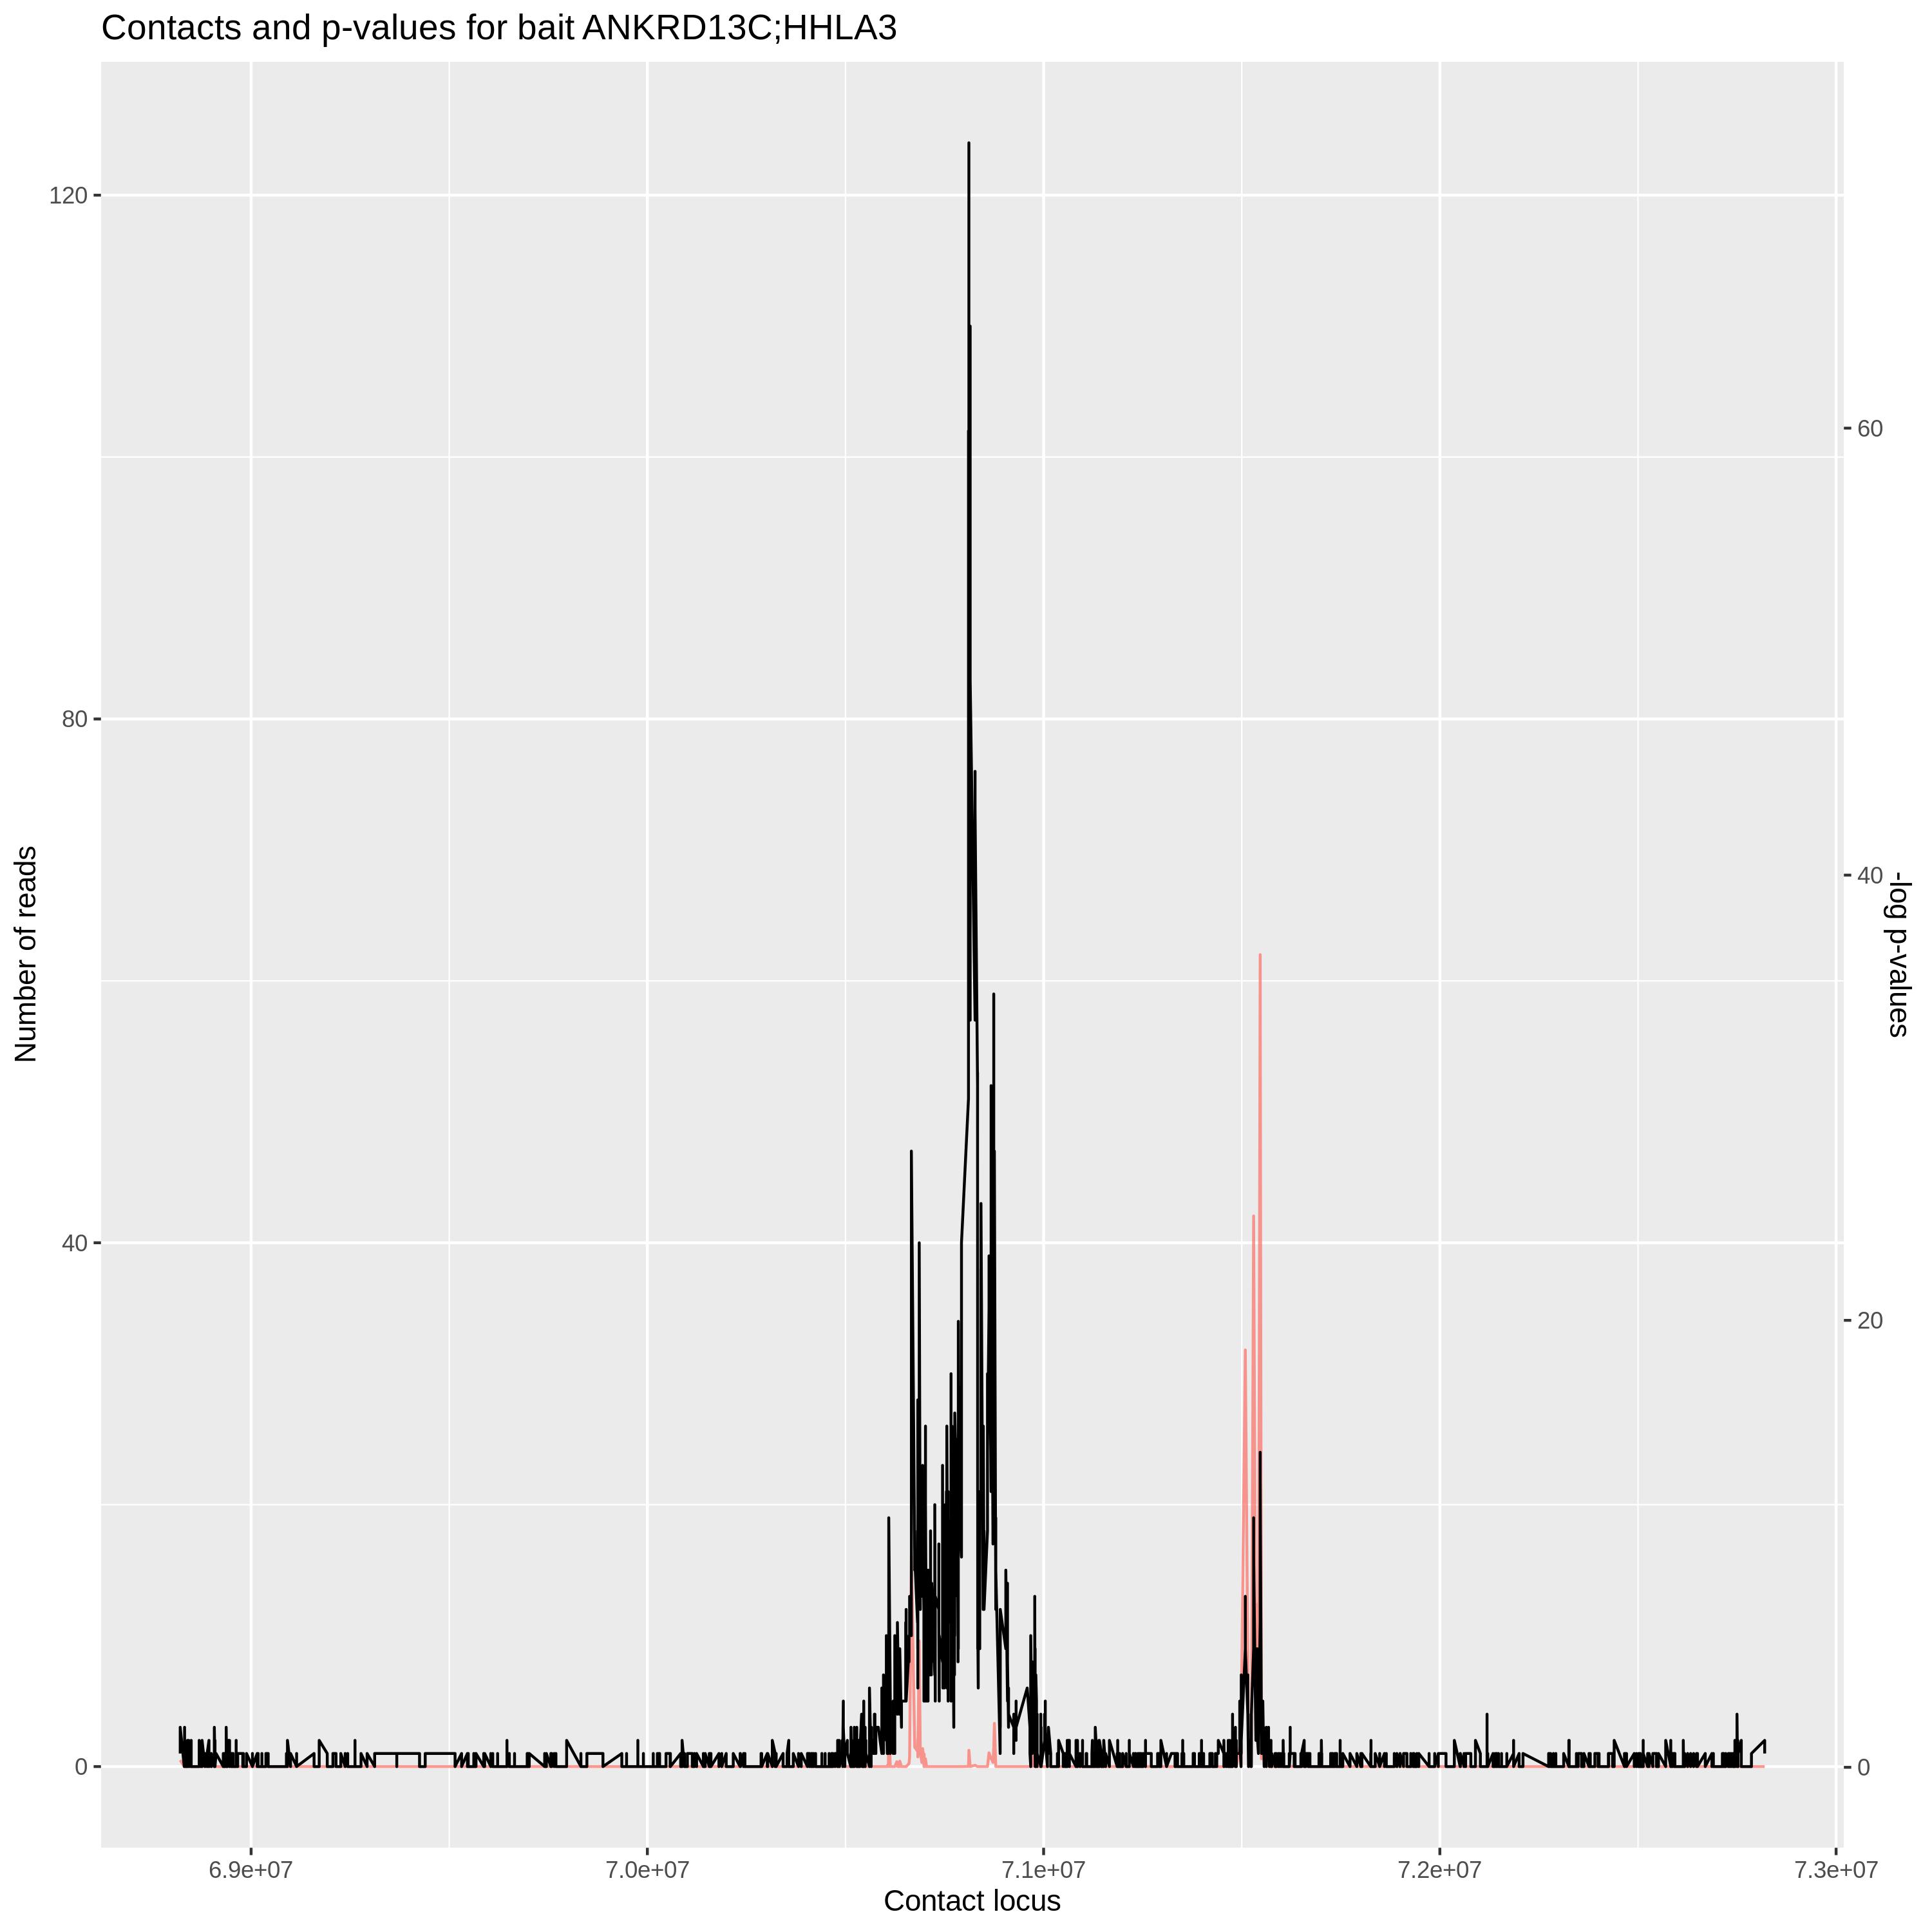 Contacts and p-values for bait ANKRD13C;HHLA3
120
80
40
0
Number of reads
60
40
20
0
-log p-values
6.9e+07 7.0e+07 7.1e+07 7.2e+07 7.3e+07
Contact locus